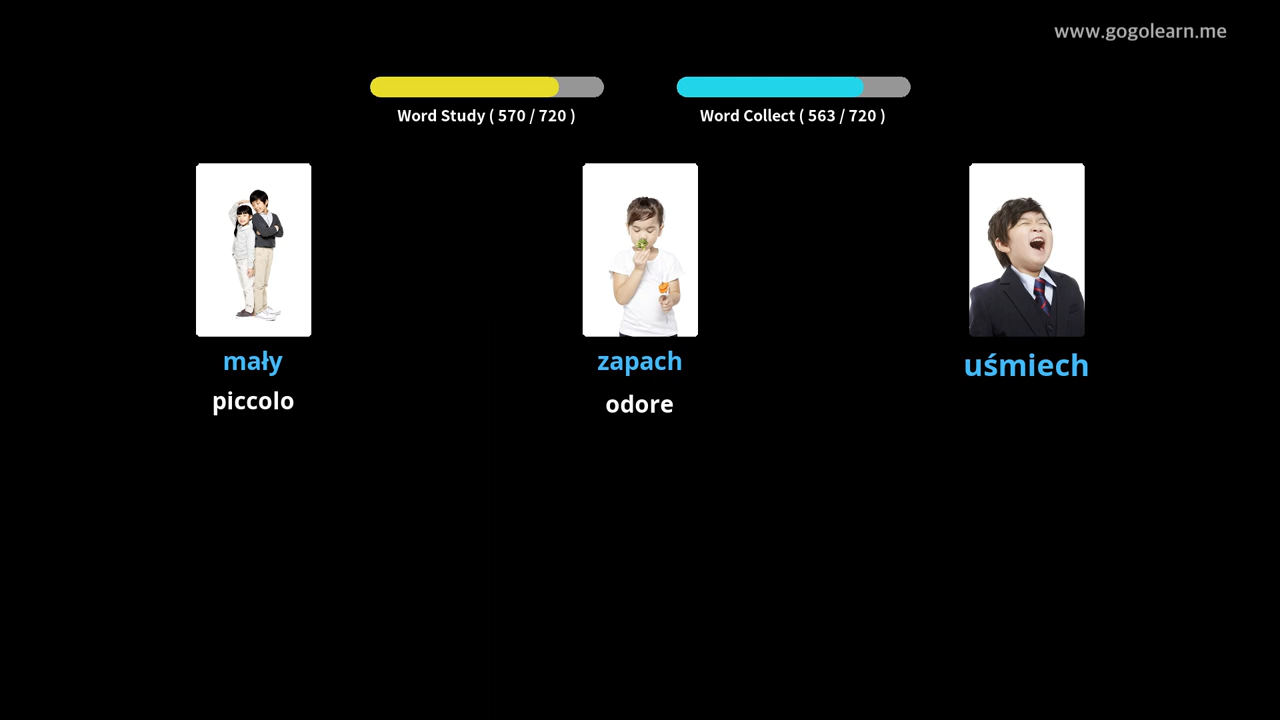 www.gogolearn.me
Word Study ( 570 / 720 )
Word Collect ( 563 / 720 )
mały
zapach
uśmiech
piccolo
odore